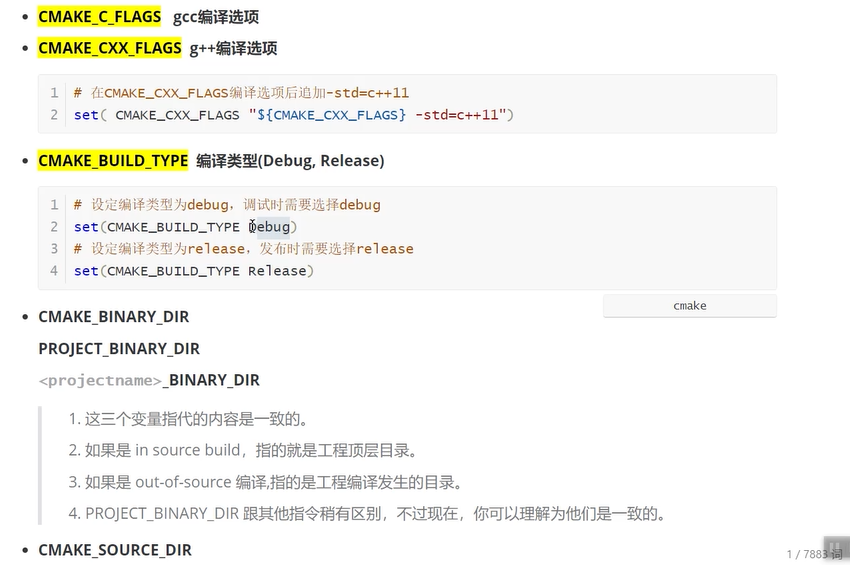 CMAKE_C_FLAGS gcc编译选项
CMAKE_CXX_FLAGS g++编译选项
1 # 在CMAKE_CXX_FLAGS编译选项后追加-std=c++11
2 set( CMAKE_CXX_FLAGS "${CMAKE_CXX_FLAGS} -std=c++11")
CMAKE_BUILD_TYPE 编译类型(Debug, Release)
1 # 设定编译类型为debug，调试时需要选择debug
2 set(CMAKE_BUILD_TYPE Debug)
3 # 设定编译类型为release，发布时需要选择release
4 set(CMAKE_BUILD_TYPE Release)
cmake
CMAKE_BINARY_DIR
PROJECT_BINARY_DIR
<projectname>_BINARY_DIR
1. 这三个变量指代的内容是一致的。
2. 如果是 in source build，指的就是工程顶层目录。
3. 如果是 out-of-source 编译,指的是工程编译发生的目录。
4. PROJECT_BINARY_DIR 跟其他指令稍有区别，不过现在，你可以理解为他们是一致的。
CMAKE_SOURCE_DIR
1 / 7883 词